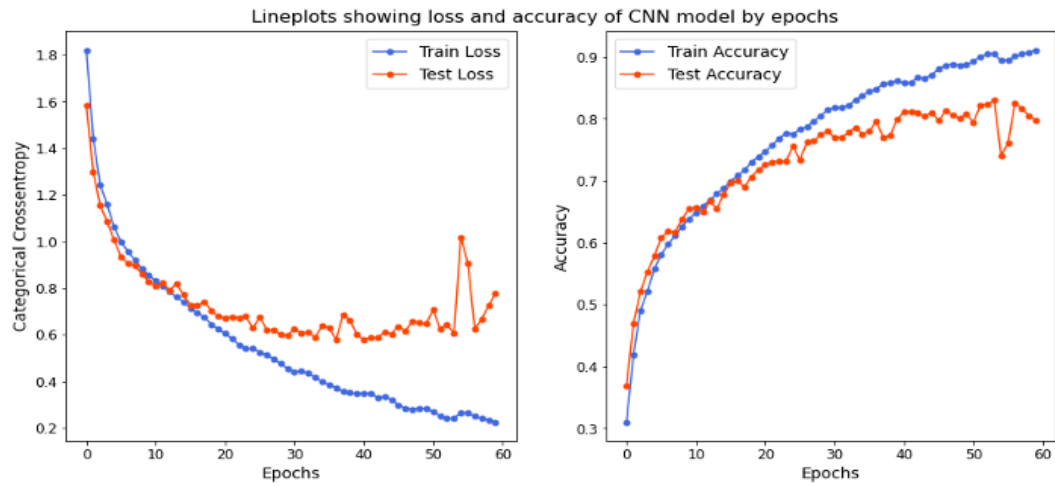 Lineplots showing loss and accuracy of CNN model by epochs
Categorical Crossentropy
1.8
1.6
1.4
1.2
1.0
0.8
0.6
0.4
0.2
Train Loss
Test Loss
0 10 20 30 40 50 60
Epochs
Accuracy
0.9
0.8
0.7
0.6
0.5
0.4
0.3
Train Accuracy
Test Accuracy
0 10 20 30 40 50 60
Epochs